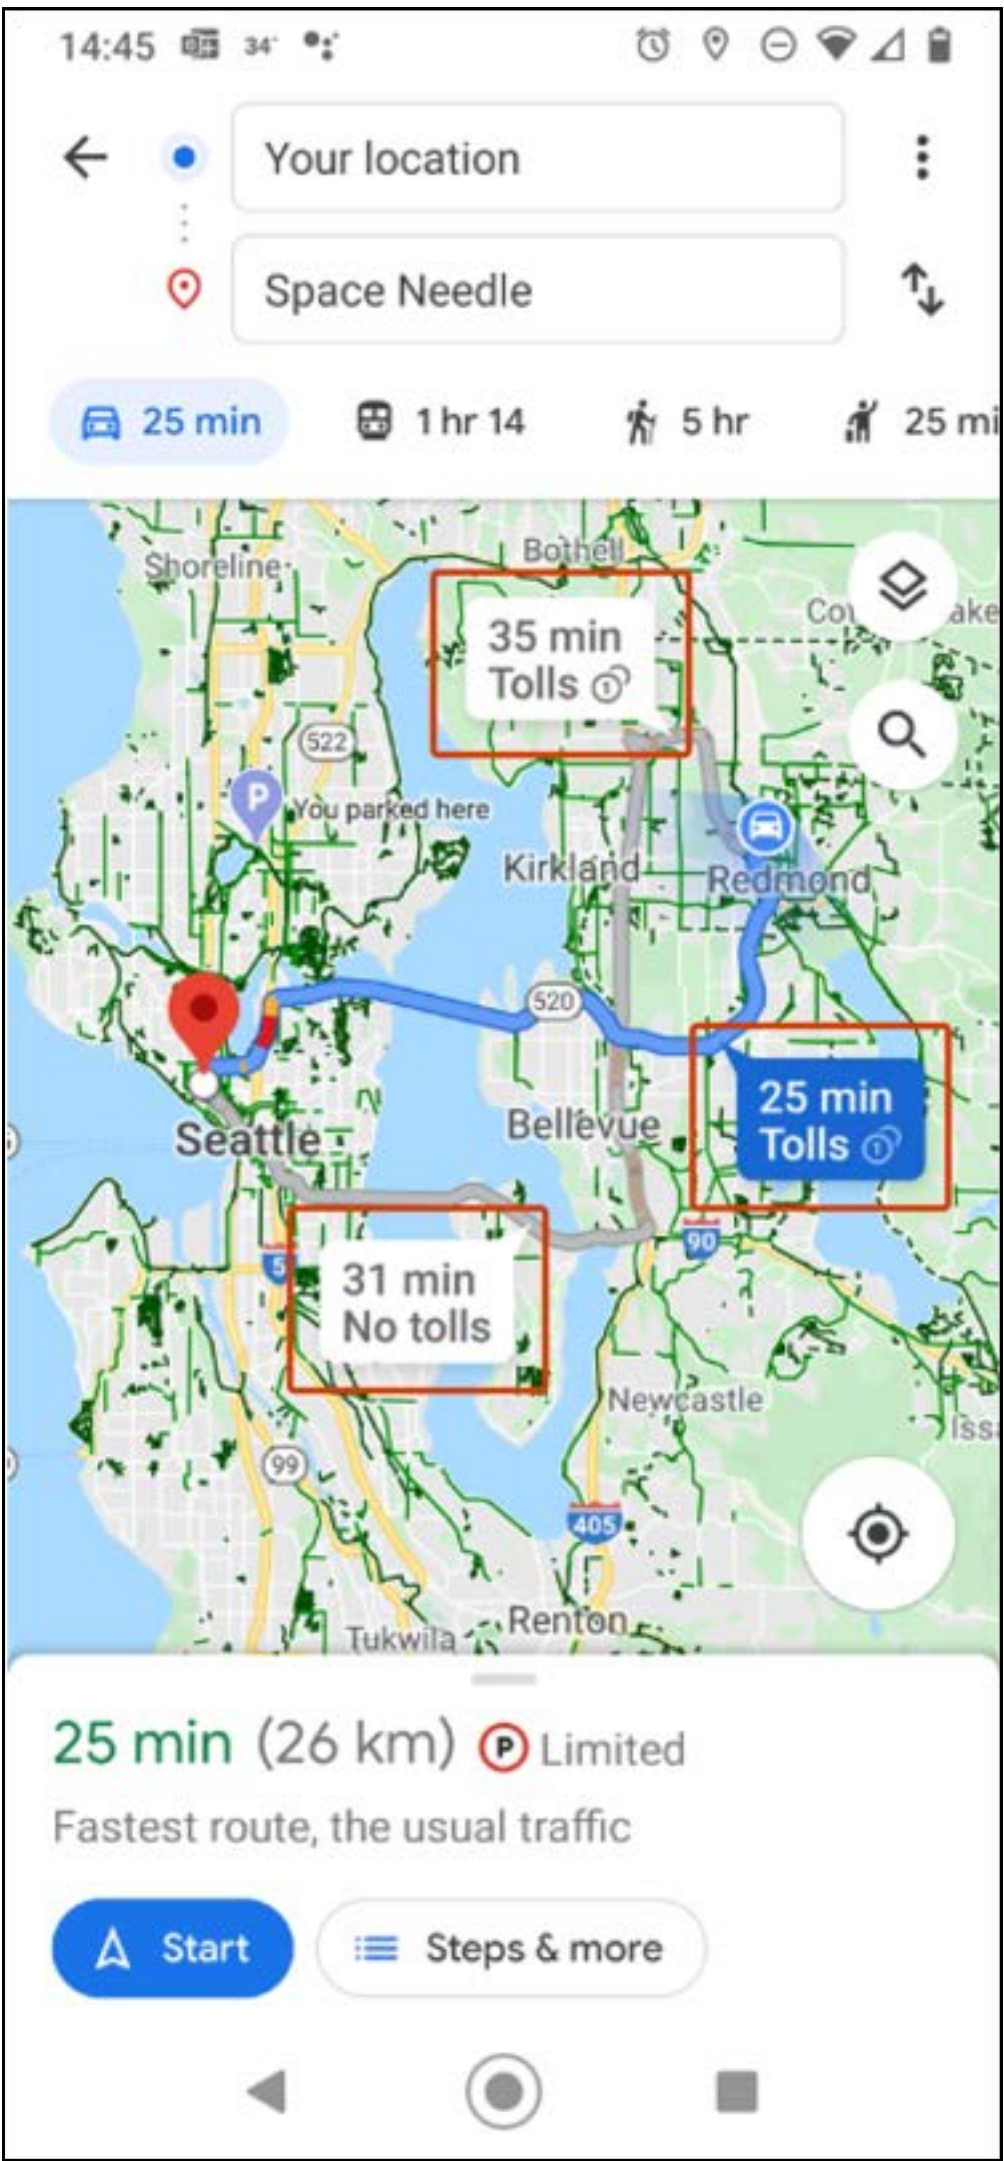 14:45 34°
Your location
Space Needle
25 min 1 hr 14 5 hr 25 mi
Bothell
Shoreline
35 min
Tolls
522
P You parked here
Kirkland
Redmond
520
25 min
Tolls
Bellevue
Seattle
90
5
31 min
No tolls
Newcastle
Iss
99
405
Renton
Tukwila
25 min (26 km) P Limited
Fastest route, the usual traffic
Start Steps & more